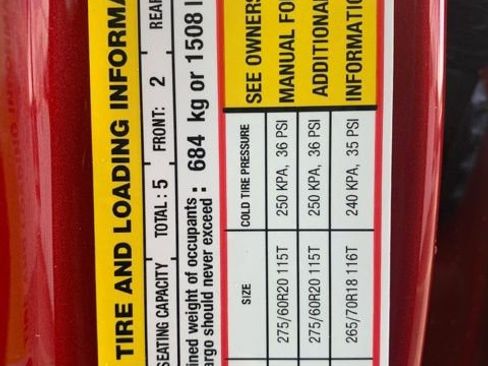 TIRE AND LOADING INFORMA
SEATING CAPACITY TOTAL : 5 FRONT: 2 REAR
ined weight of occupants
argo should never exceed : 684 kg or 1508 l
SIZE COLD TIRE PRESSURE SEE OWNERS
275/60R20 115T 250 KPA, 36 PSI MANUAL FO
275/60R20 115T 250 KPA, 36 PSI ADDITIONA
265/70R18 116T 240 KPA, 35 PSI INFORMATION